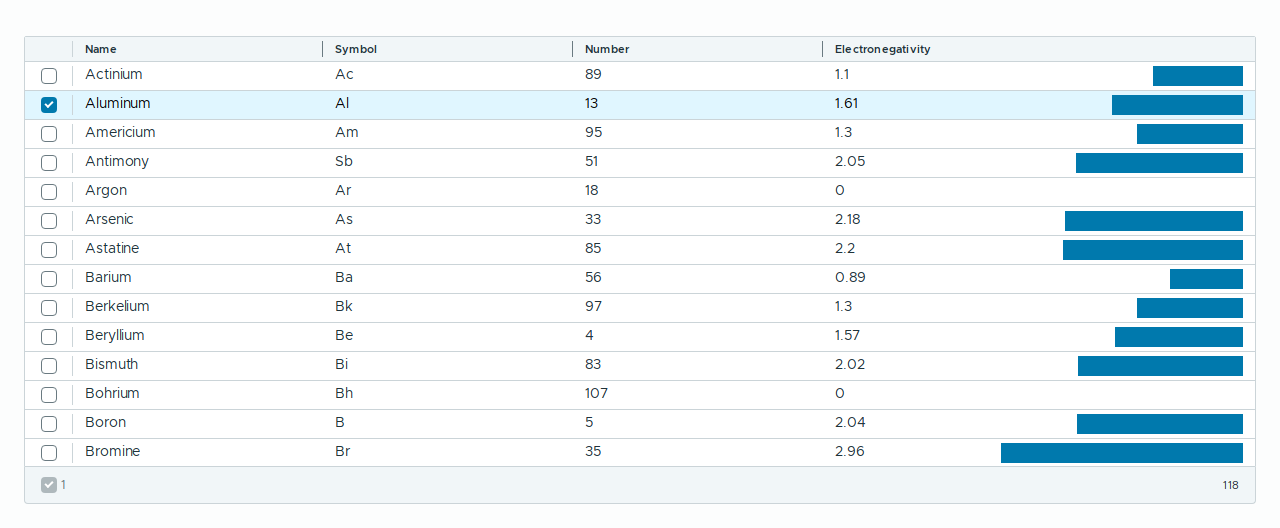 Name Symbol Number Electronegativity
Actinium Ac 89 1.1
Aluminum Al 13 1.61
Americium Am 95 1.3
Antimony Sb 51 2.05
Argon Ar 18 0
Arsenic As 33 2.18
Astatine At 85 2.2
Barium Ba 56 0.89
Berkelium Bk 97 1.3
Beryllium Be 4 1.57
Bismuth Bi 83 2.02
Bohrium Bh 107 0
Boron B 5 2.04
Bromine Br 35 2.96
1 118